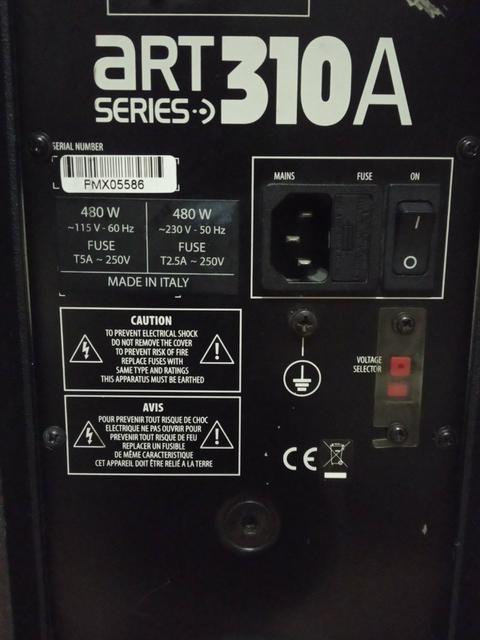 ART 310A
SERIES
SERIAL NUMBER
FMX05586
MAINS
FUSE
ON
480 W
~115 V - 60 Hz
FUSE
T5A ~ 250V
480 W
~230 V - 50 Hz
FUSE
T2.5A ~ 250V
MADE IN ITALY
CAUTION
TO PREVENT ELECTRICAL SHOCK
DO NOT REMOVE THE COVER
TO PREVENT RISK OF FIRE
REPLACE FUSES WITH
SAME TYPE AND RATINGS
THIS APPARATUS MUST BE EARTHED
VOLTAGE
SELECTOR
AVIS
POUR PREVENIR TOUT RISQUE DE CHOC
ELECTRIQUE NE PAS OUVRIR POUR
PREVENIR TOUT RISQUE DE FEU
REPLACER UN FUSIBLE
DE MÊME CARACTERISTIQUE
CET APPAREIL DOIT ÊTRE RELIÉ A LA TERRE
CE